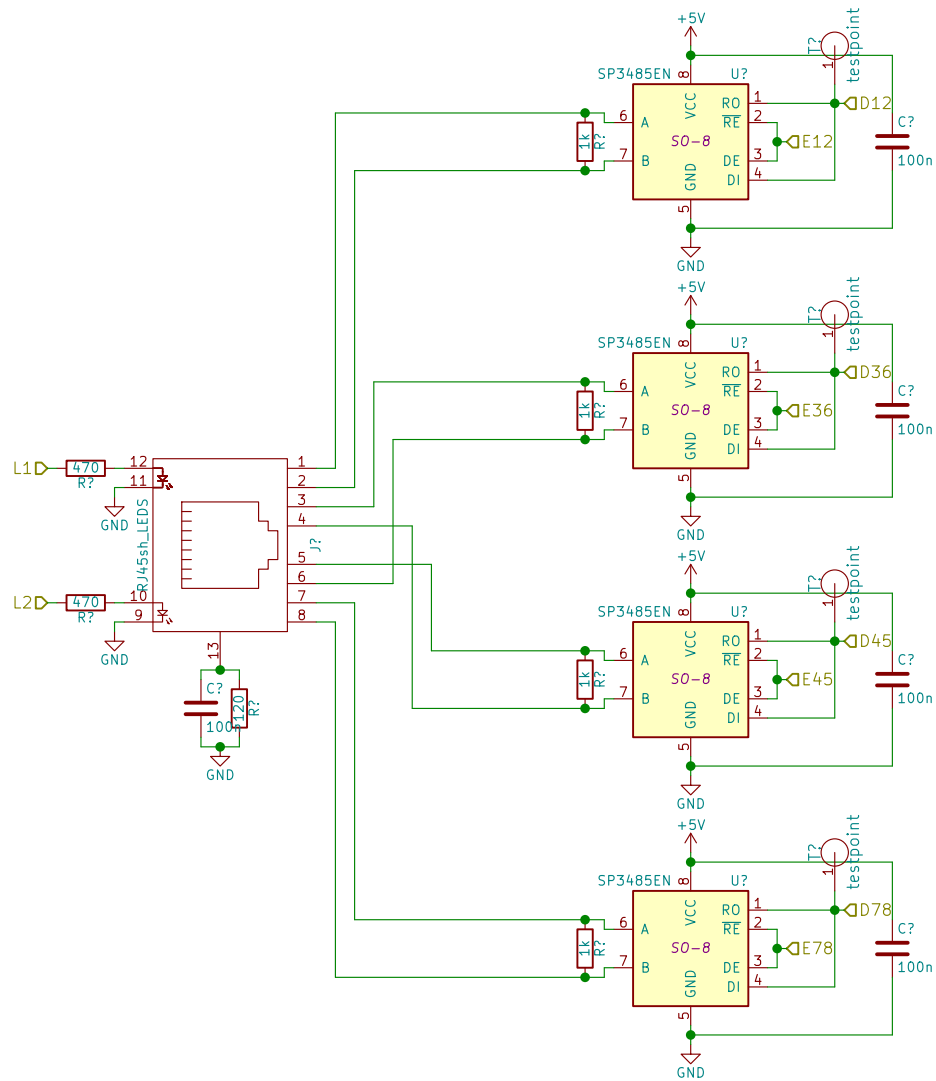 +5V
SP3485EN
U?
8
VCC
T?
1
testpoint
RO
1
D12
RE
2
6
A
1k
R?
SO-8
E12
C?
100n
7
B
DE
3
GND
DI
4
5
GND
+5V
SP3485EN
U?
8
VCC
T?
1
testpoint
RO
1
D36
RE
2
6
A
1k
R?
SO-8
E36
C?
100n
7
B
DE
3
GND
DI
4
5
GND
L1
470
R?
12
11
GND
RJ45sh_LEDS
L2
470
R?
10
9
GND
1
2
3
4
5
6
7
8
J?
13
C?
100n
120
R?
GND
+5V
SP3485EN
U?
8
VCC
T?
1
testpoint
RO
1
D45
RE
2
6
A
1k
R?
SO-8
E45
C?
100n
7
B
DE
3
GND
DI
4
5
GND
+5V
SP3485EN
U?
8
VCC
T?
1
testpoint
RO
1
D78
RE
2
6
A
1k
R?
SO-8
E78
C?
100n
7
B
DE
3
GND
DI
4
5
GND